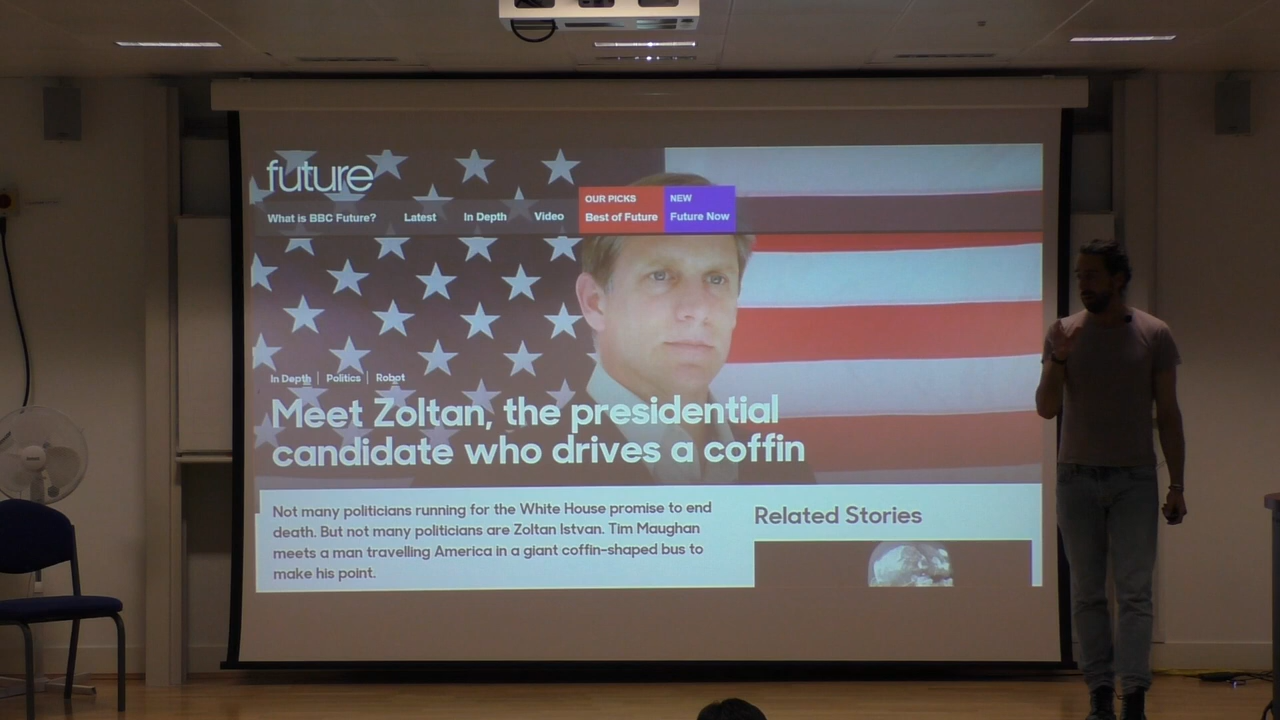 future
OUR PICKS
NEW
What is BBC Future?
Latest
In Depth
Video
Best of Future
Future Now
In Depth | Politics | Robot
Meet Zoltan, the presidential
candidate who drives a coffin
Not many politicians running for the White House promise to end
death. But not many politicians are Zoltan Istvan. Tim Maughan
meets a man travelling America in a giant coffin-shaped bus to
make his point.
Related Stories